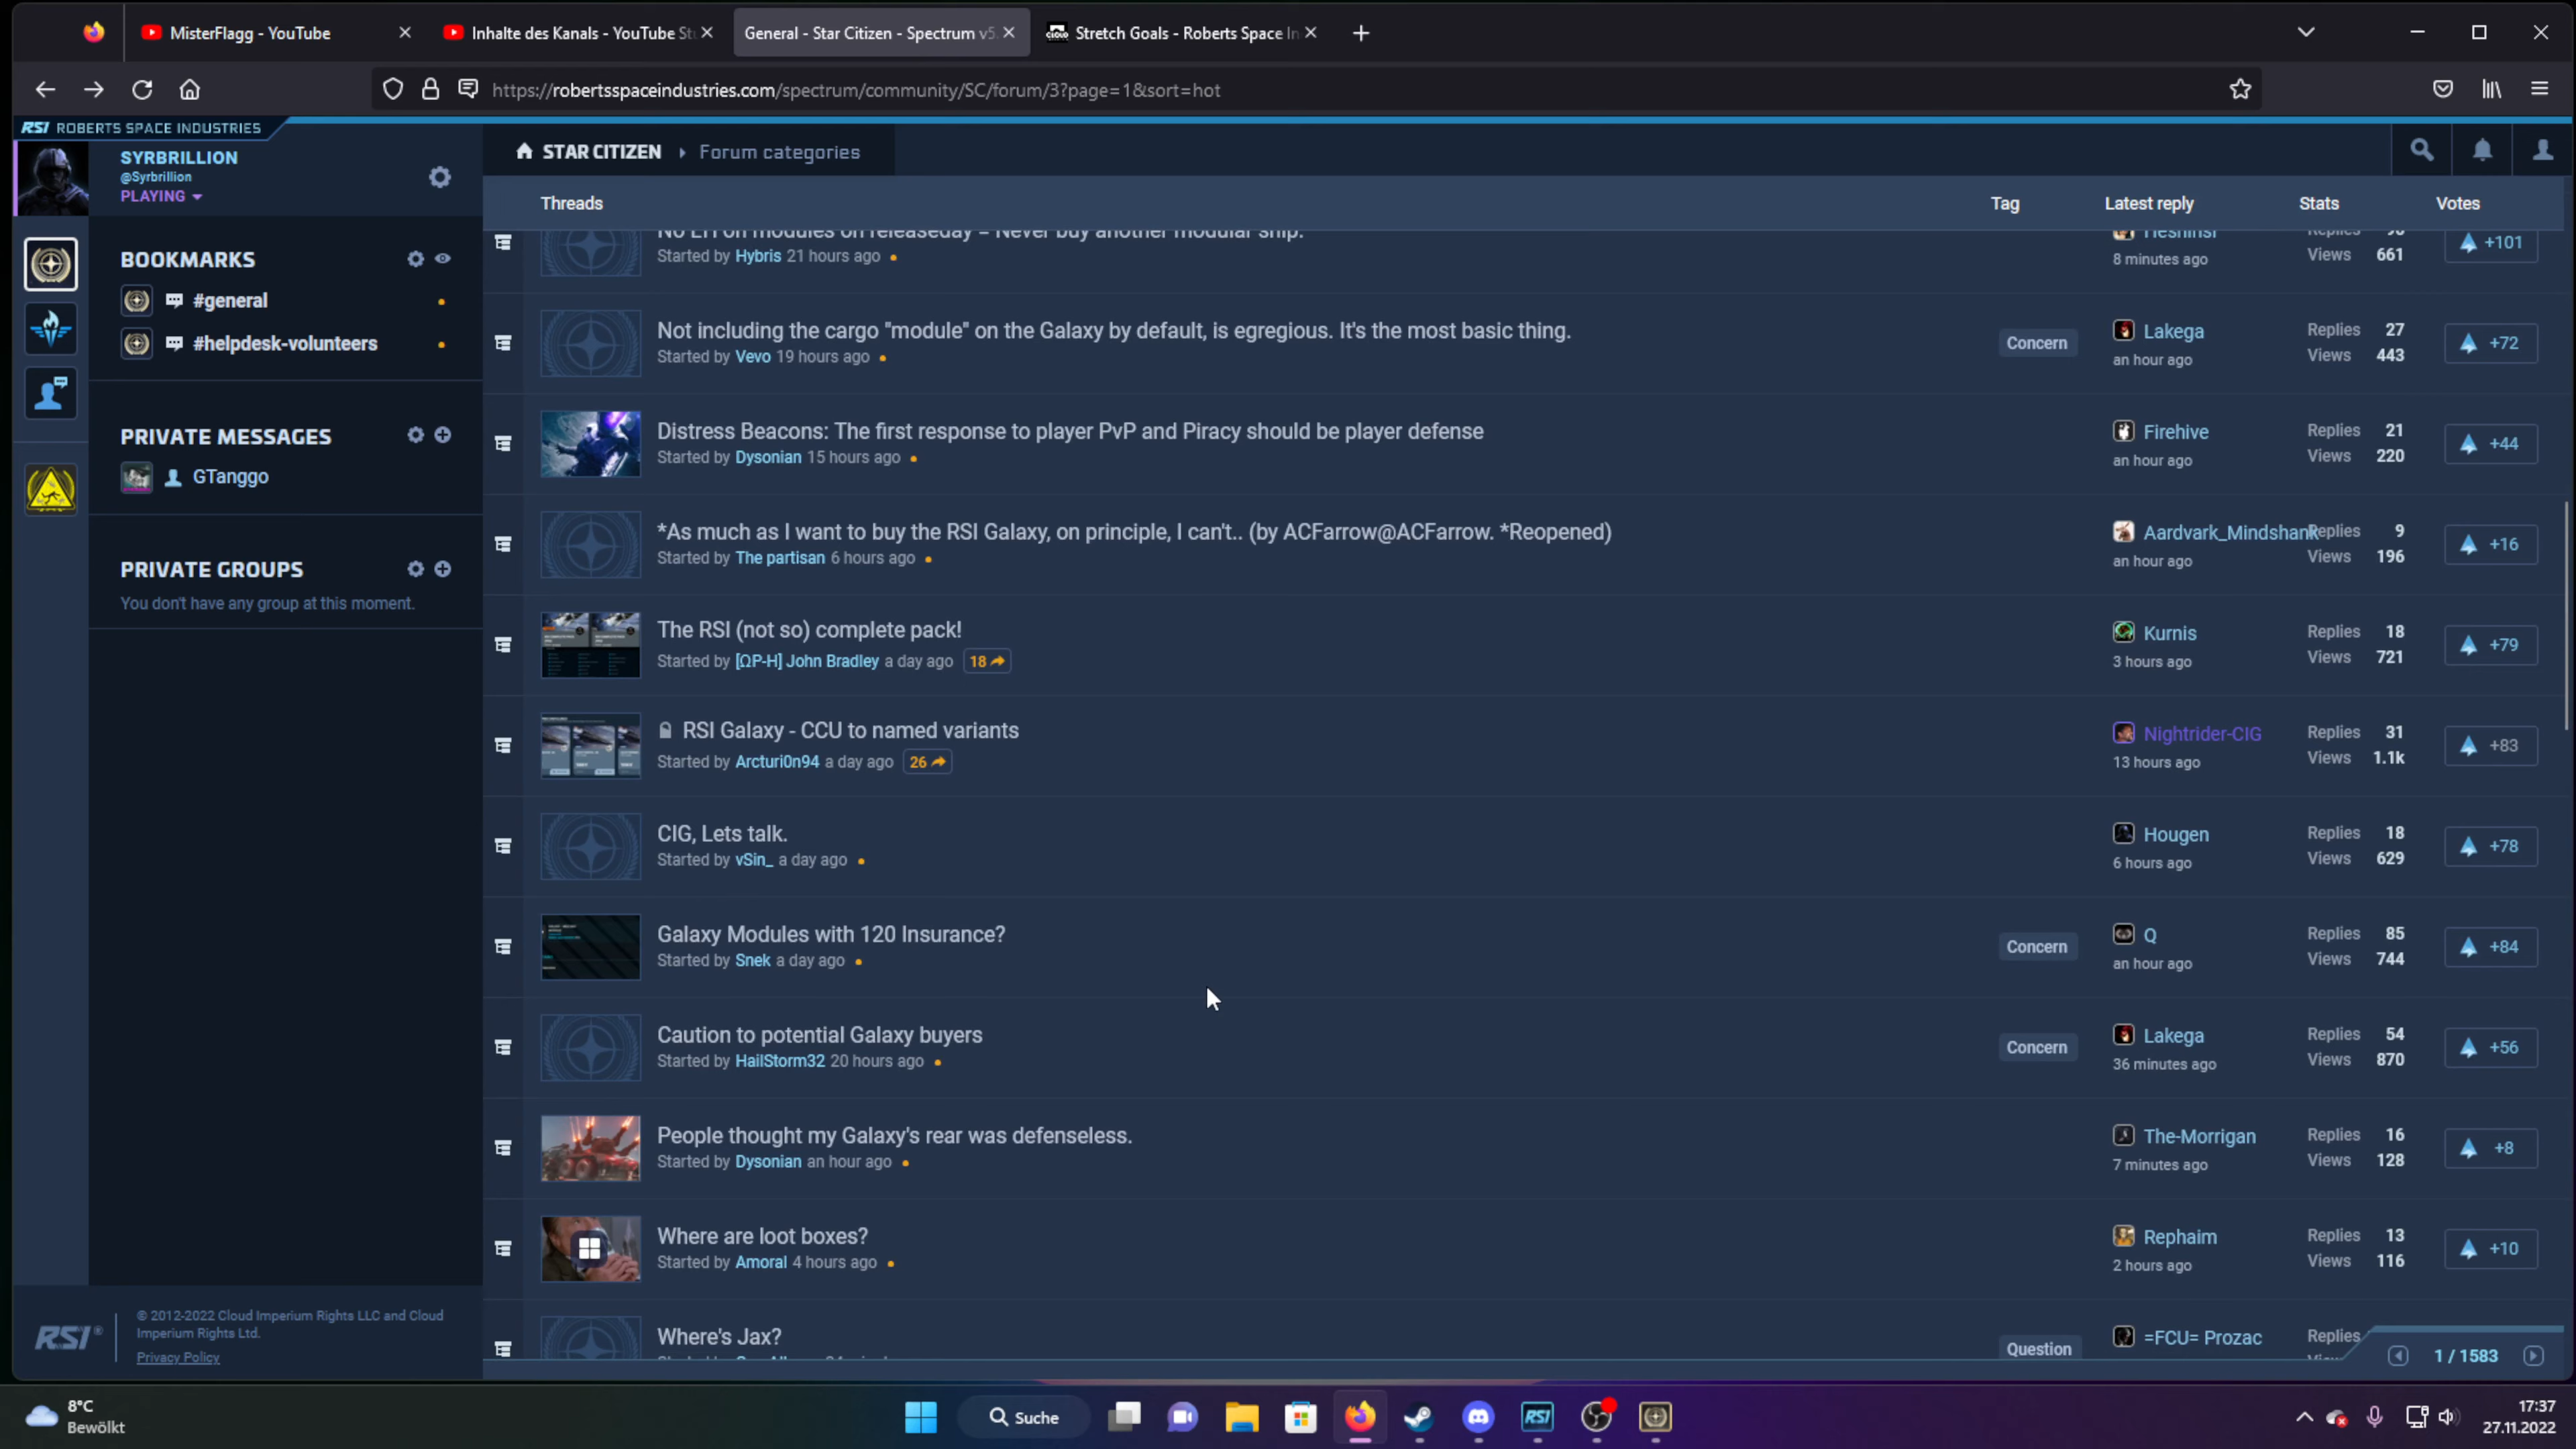 MisterFlagg - YouTube
Inhalte des Kanals - YouTube St
General - Star Citizen - Spectrum v5
Stretch Goals - Roberts Space In
https://robertsspaceindustries.com/spectrum/community/SC/forum/3?page=1&sort=hot
RSI ROBERTS SPACE INDUSTRIES
SYRBRILLION
@Syrbrillion
PLAYING
STAR CITIZEN Forum categories
BOOKMARKS
#general
#helpdesk-volunteers
PRIVATE MESSAGES
GTanggo
PRIVATE GROUPS
You don't have any group at this moment.
Threads Tag Latest reply Stats Votes
No LTI on modules on releaseday = Never buy another modular ship.
Started by Hybris 21 hours ago
8 minutes ago
Replies
Views 661
+101
Not including the cargo "module" on the Galaxy by default, is egregious. It's the most basic thing.
Started by Vevo 19 hours ago
Concern
Lakega
an hour ago
Replies 27
Views 443
+72
Distress Beacons: The first response to player PvP and Piracy should be player defense
Started by Dysonian 15 hours ago
Firehive
an hour ago
Replies 21
Views 220
+44
*As much as I want to buy the RSI Galaxy, on principle, I can't.. (by ACFarrow@ACFarrow. *Reopened)
Started by The partisan 6 hours ago
Aardvark_Mindshank
an hour ago
Replies 9
Views 196
+16
The RSI (not so) complete pack!
Started by [ΩP-H] John Bradley a day ago 18
Kurnis
3 hours ago
Replies 18
Views 721
+79
RSI Galaxy - CCU to named variants
Started by Arcturi0n94 a day ago 26
Nightrider-CIG
13 hours ago
Replies 31
Views 1.1k
+83
CIG, Lets talk.
Started by vSin_ a day ago
Hougen
6 hours ago
Replies 18
Views 629
+78
Galaxy Modules with 120 Insurance?
Started by Snek a day ago
Concern
Q
an hour ago
Replies 85
Views 744
+84
Caution to potential Galaxy buyers
Started by HailStorm32 20 hours ago
Concern
Lakega
36 minutes ago
Replies 54
Views 870
+56
People thought my Galaxy's rear was defenseless.
Started by Dysonian an hour ago
The-Morrigan
7 minutes ago
Replies 16
Views 128
+8
Where are loot boxes?
Started by Amoral 4 hours ago
Rephaim
2 hours ago
Replies 13
Views 116
+10
Where's Jax?
Question
=FCU= Prozac
Replies
1 / 1583
RSI
© 2012-2022 Cloud Imperium Rights LLC and Cloud
Imperium Rights Ltd.
Privacy Policy
8°C
Bewölkt
Suche
RSI
17:37
27.11.2022